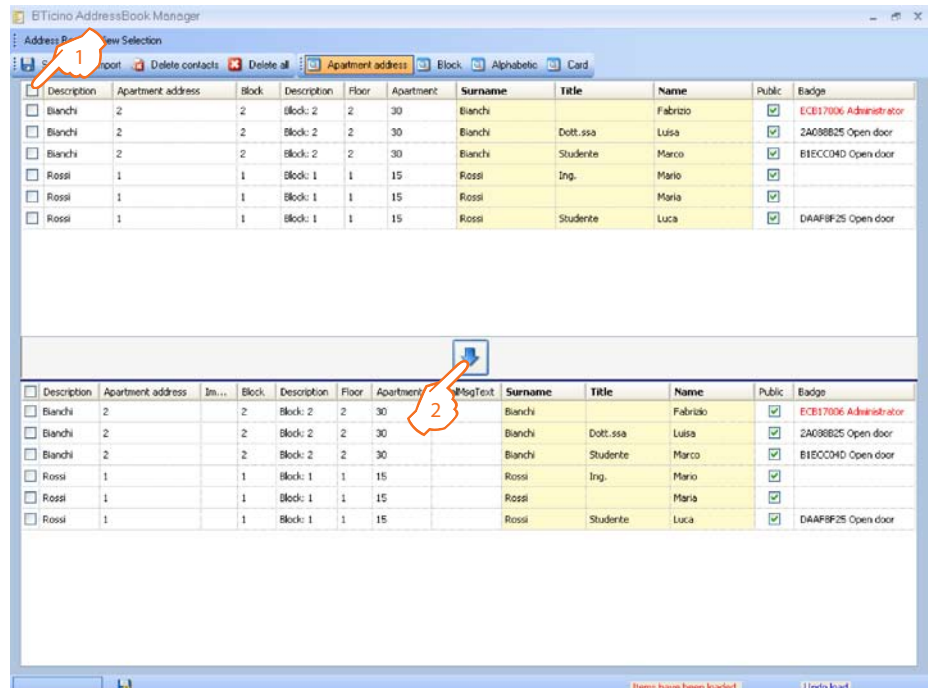 BTicino AddressBook Manager
Address B View Selection
S mport Delete contacts Delete all Apartment address Block Alphabetic Card
Description Apartment address Block Description Floor Apartment Surname Title Name Public Badge
Bianchi 2 2 Block: 2 2 30 Bianchi Fabrizio ECB17006 Administrator
Bianchi 2 2 Block: 2 2 30 Bianchi Dott.ssa Luisa 2A088B25 Open door
Bianchi 2 2 Block: 2 2 30 Bianchi Studente Marco B1ECC04D Open door
Rossi 1 1 Block: 1 1 15 Rossi Ing. Mario
Rossi 1 1 Block: 1 1 15 Rossi Maria
Rossi 1 1 Block: 1 1 15 Rossi Studente Luca DAAF8F25 Open door
Description Apartment address Im... Block Description Floor Apartment MsgText Surname Title Name Public Badge
Bianchi 2 2 Block: 2 2 30 Bianchi Fabrizio ECB17006 Administrator
Bianchi 2 2 Block: 2 2 30 Bianchi Dott.ssa Luisa 2A088B25 Open door
Bianchi 2 2 Block: 2 2 30 Bianchi Studente Marco B1ECC04D Open door
Rossi 1 1 Block: 1 1 15 Rossi Ing. Mario
Rossi 1 1 Block: 1 1 15 Rossi Maria
Rossi 1 1 Block: 1 1 15 Rossi Studente Luca DAAF8F25 Open door
Items have been loaded Undo load
1
2